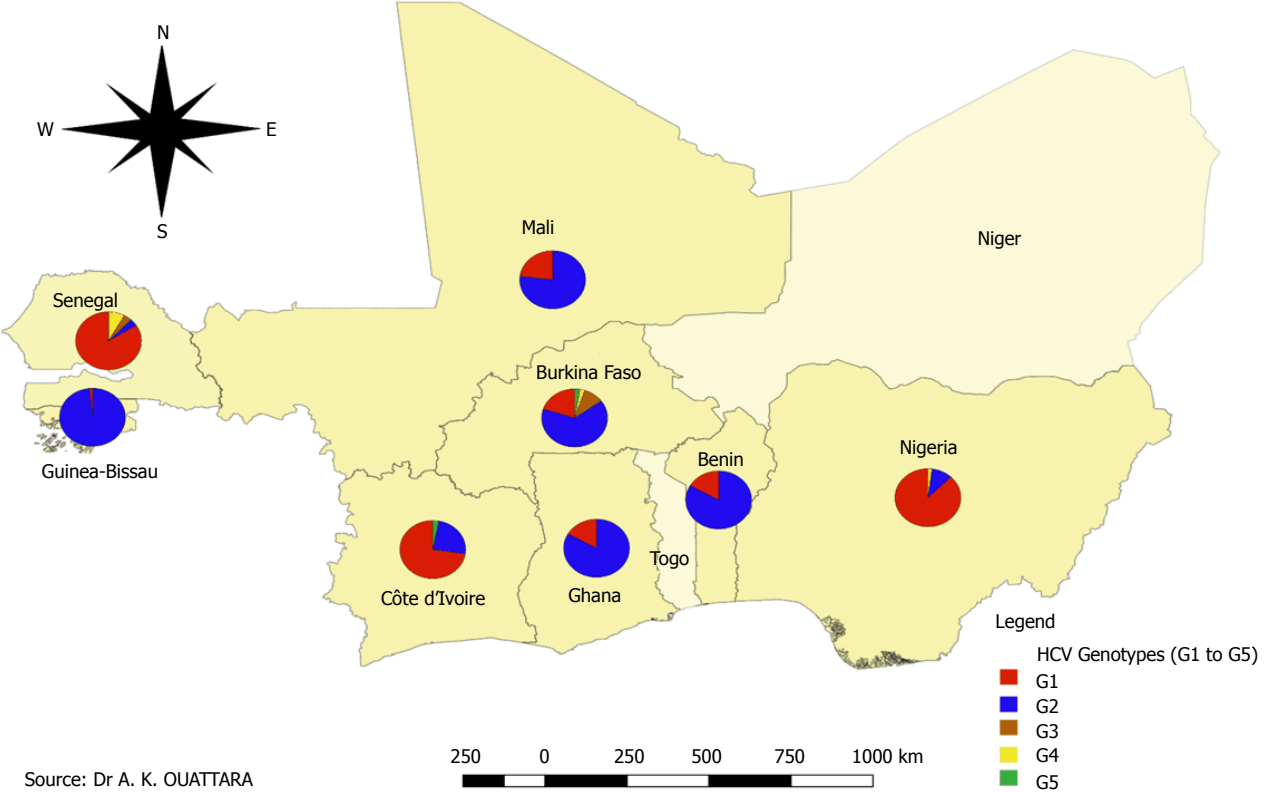 N
W
E
S
Mali
Niger
Senegal
Burkina Faso
Guinea-Bissau
Nigeria
Benin
Togo
Côte d’Ivoire
Ghana
Legend
HCV Genotypes (G1 to G5)
G1
G2
G3
G4
G5
250 0 250 500 750 1000 km
Source: Dr A. K. OUATTARA